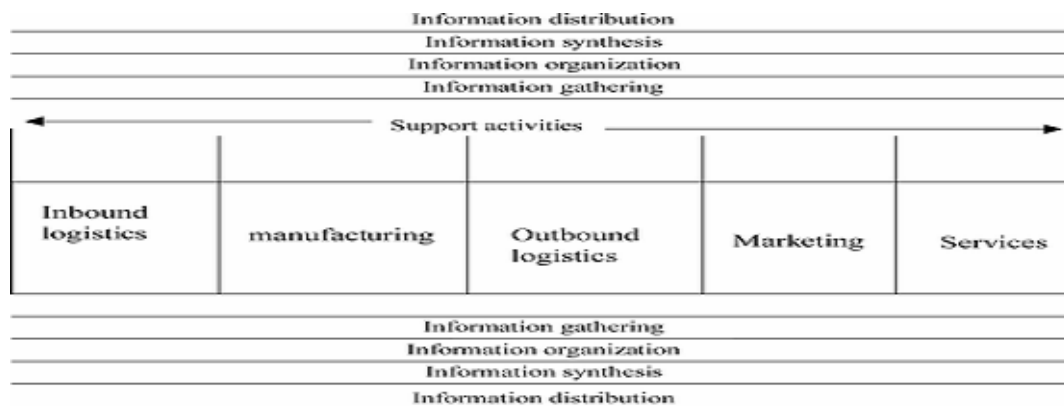 Information distribution
Information synthesis
Information organization
Information gathering
Support activities
Inbound
logistics
manufacturing
Outbound
logistics
Marketing
Services
Information gathering
Information organization
Information synthesis
Information distribution